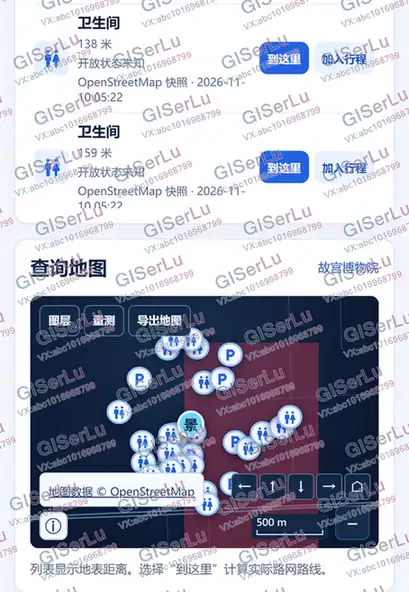 卫生间
138 米
开放状态未知
OpenStreetMap 快照 · 2026-11-
10 05:22
到这里
加入行程
卫生间
159 米
开放状态未知
OpenStreetMap 快照 · 2026-11-
10 05:22
到这里
加入行程
查询地图
故宫博物院
图层
量测
导出地图
P
P
P
景
P
P
地图数据 © OpenStreetMap
← ↑ ↓ →
500 m
列表显示地表距离。选择“到这里”计算实际路网路线。
GISerLu
VX:abc1016968799